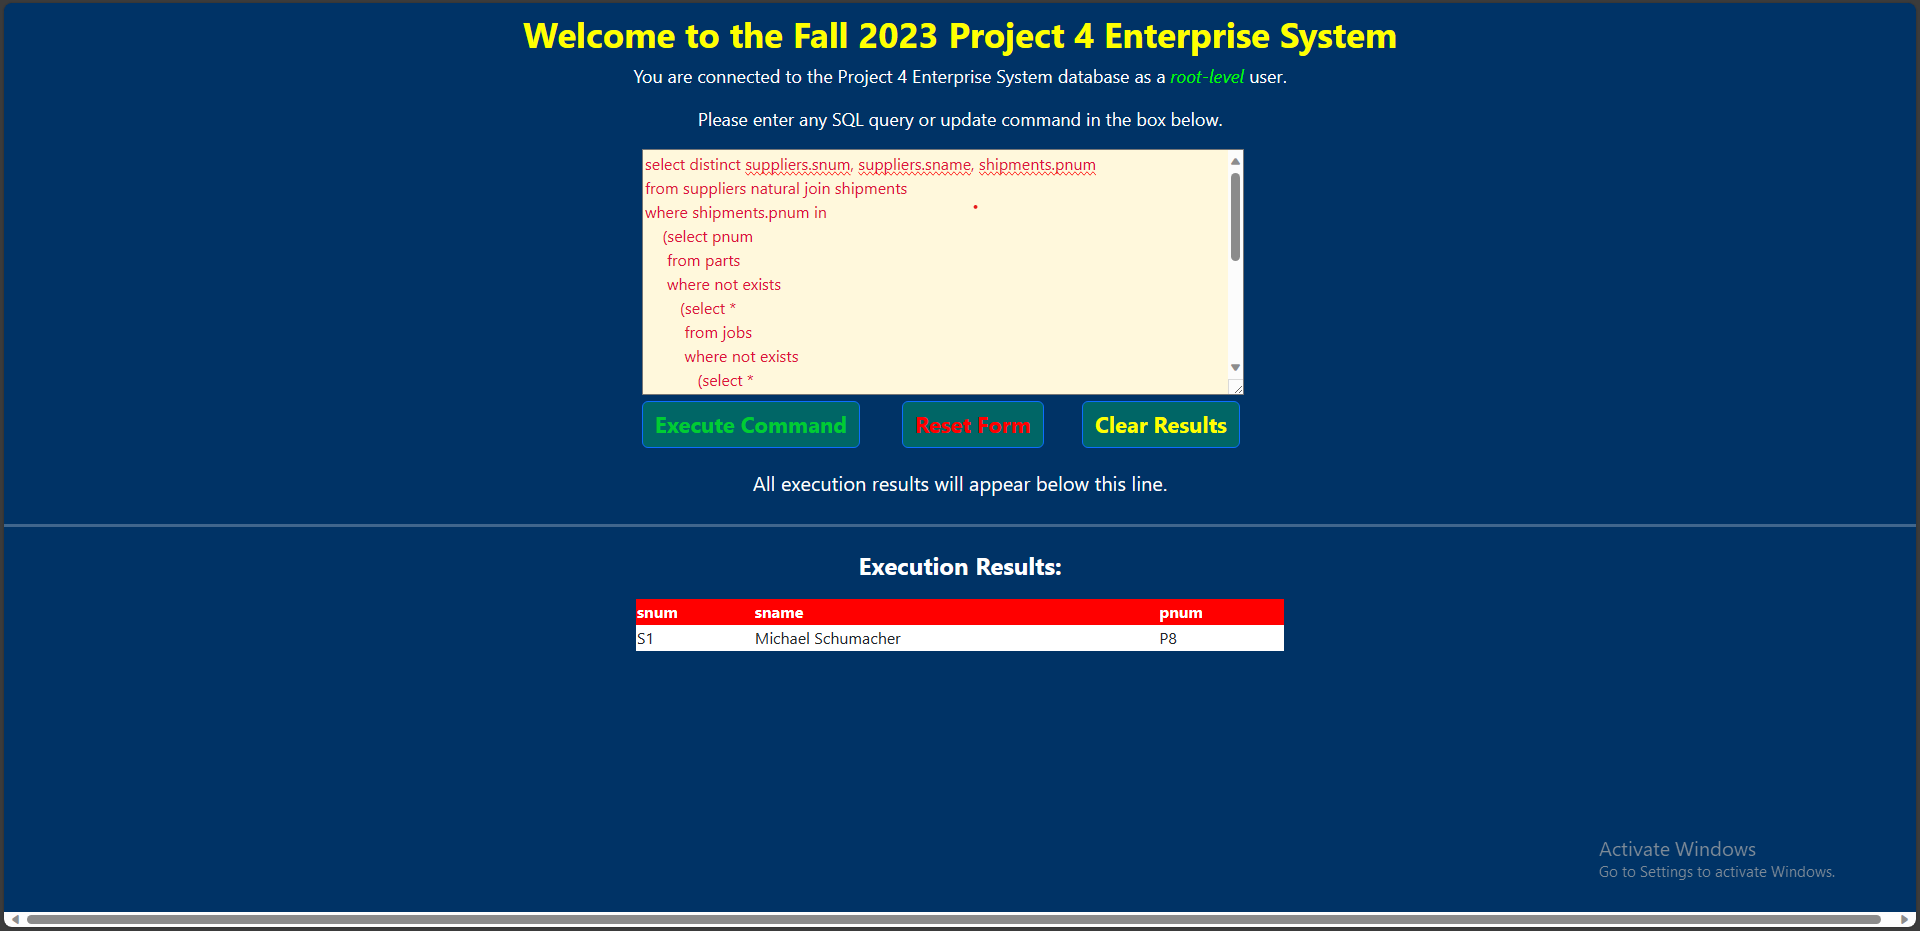 Welcome to the Fall 2023 Project 4 Enterprise System
You are connected to the Project 4 Enterprise System database as a root-level user.
Please enter any SQL query or update command in the box below.
select distinct suppliers.snum, suppliers.sname, shipments.pnum
from suppliers natural join shipments
where shipments.pnum in
(select pnum
from parts
where not exists
(select *
from jobs
where not exists
(select *
Execute Command Reset Form Clear Results
All execution results will appear below this line.
Execution Results:
snum sname pnum
S1 Michael Schumacher P8
Activate Windows
Go to Settings to activate Windows.